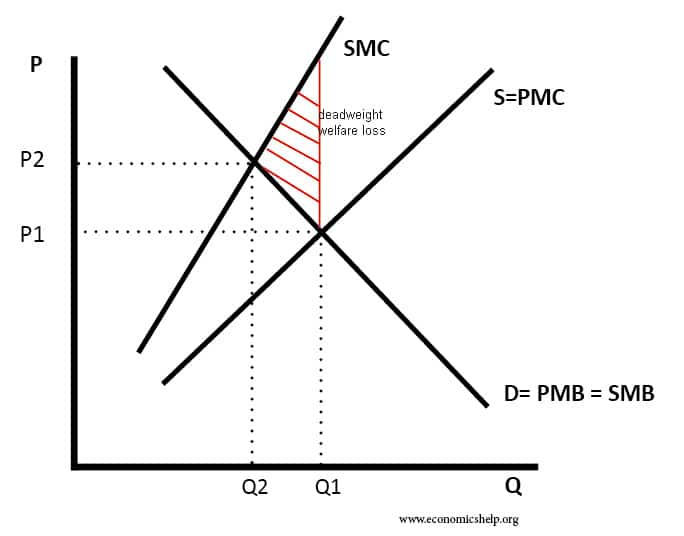 P
SMC
S=PMC
deadweight
welfare loss
P2
P1
D= PMB = SMB
Q2
Q1
Q
www.economicshelp.org